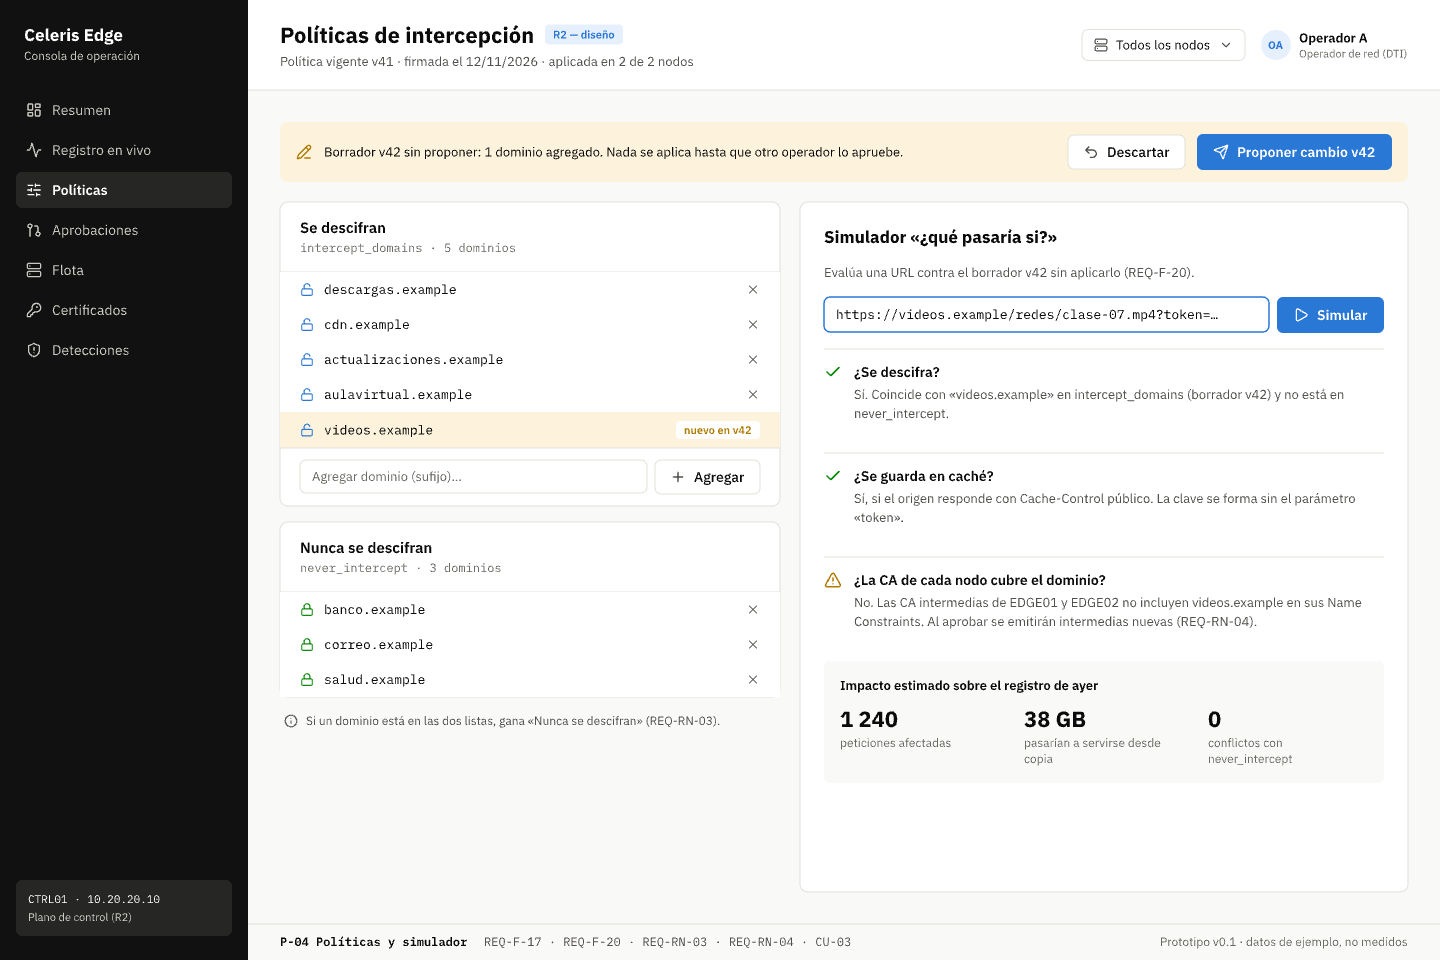 Celeris Edge
Consola de operación
Resumen
Registro en vivo
Políticas
Aprobaciones
Flota
Certificados
Detecciones
CTRL01 · 10.20.20.10
Plano de control (R2)
Políticas de intercepción
R2 — diseño
Política vigente v41 · firmada el 12/11/2026 · aplicada en 2 de 2 nodos
Todos los nodos
OA
Operador A
Operador de red (DTI)
Borrador v42 sin proponer: 1 dominio agregado. Nada se aplica hasta que otro operador lo apruebe.
Descartar
Proponer cambio v42
Se descifran
intercept_domains · 5 dominios
descargas.example
cdn.example
actualizaciones.example
aulavirtual.example
videos.example
nuevo en v42
Agregar dominio (sufijo)...
Agregar
Nunca se descifran
never_intercept · 3 dominios
banco.example
correo.example
salud.example
Si un dominio está en las dos listas, gana «Nunca se descifran» (REQ-RN-03).
Simulador «¿qué pasaría si?»
Evalúa una URL contra el borrador v42 sin aplicarlo (REQ-F-20).
https://videos.example/redes/clase-07.mp4?token=…
Simular
¿Se descifra?
Sí. Coincide con «videos.example» en intercept_domains (borrador v42) y no está en
never_intercept.
¿Se guarda en caché?
Sí, si el origen responde con Cache-Control público. La clave se forma sin el parámetro
«token».
¿La CA de cada nodo cubre el dominio?
No. Las CA intermedias de EDGE01 y EDGE02 no incluyen videos.example en sus Name
Constraints. Al aprobar se emitirán intermedias nuevas (REQ-RN-04).
Impacto estimado sobre el registro de ayer
1 240
peticiones afectadas
38 GB
pasarían a servirse desde
copia
0
conflictos con
never_intercept
P-04 Políticas y simulador
REQ-F-17 · REQ-F-20 · REQ-RN-03 · REQ-RN-04 · CU-03
Prototipo v0.1 · datos de ejemplo, no medidos